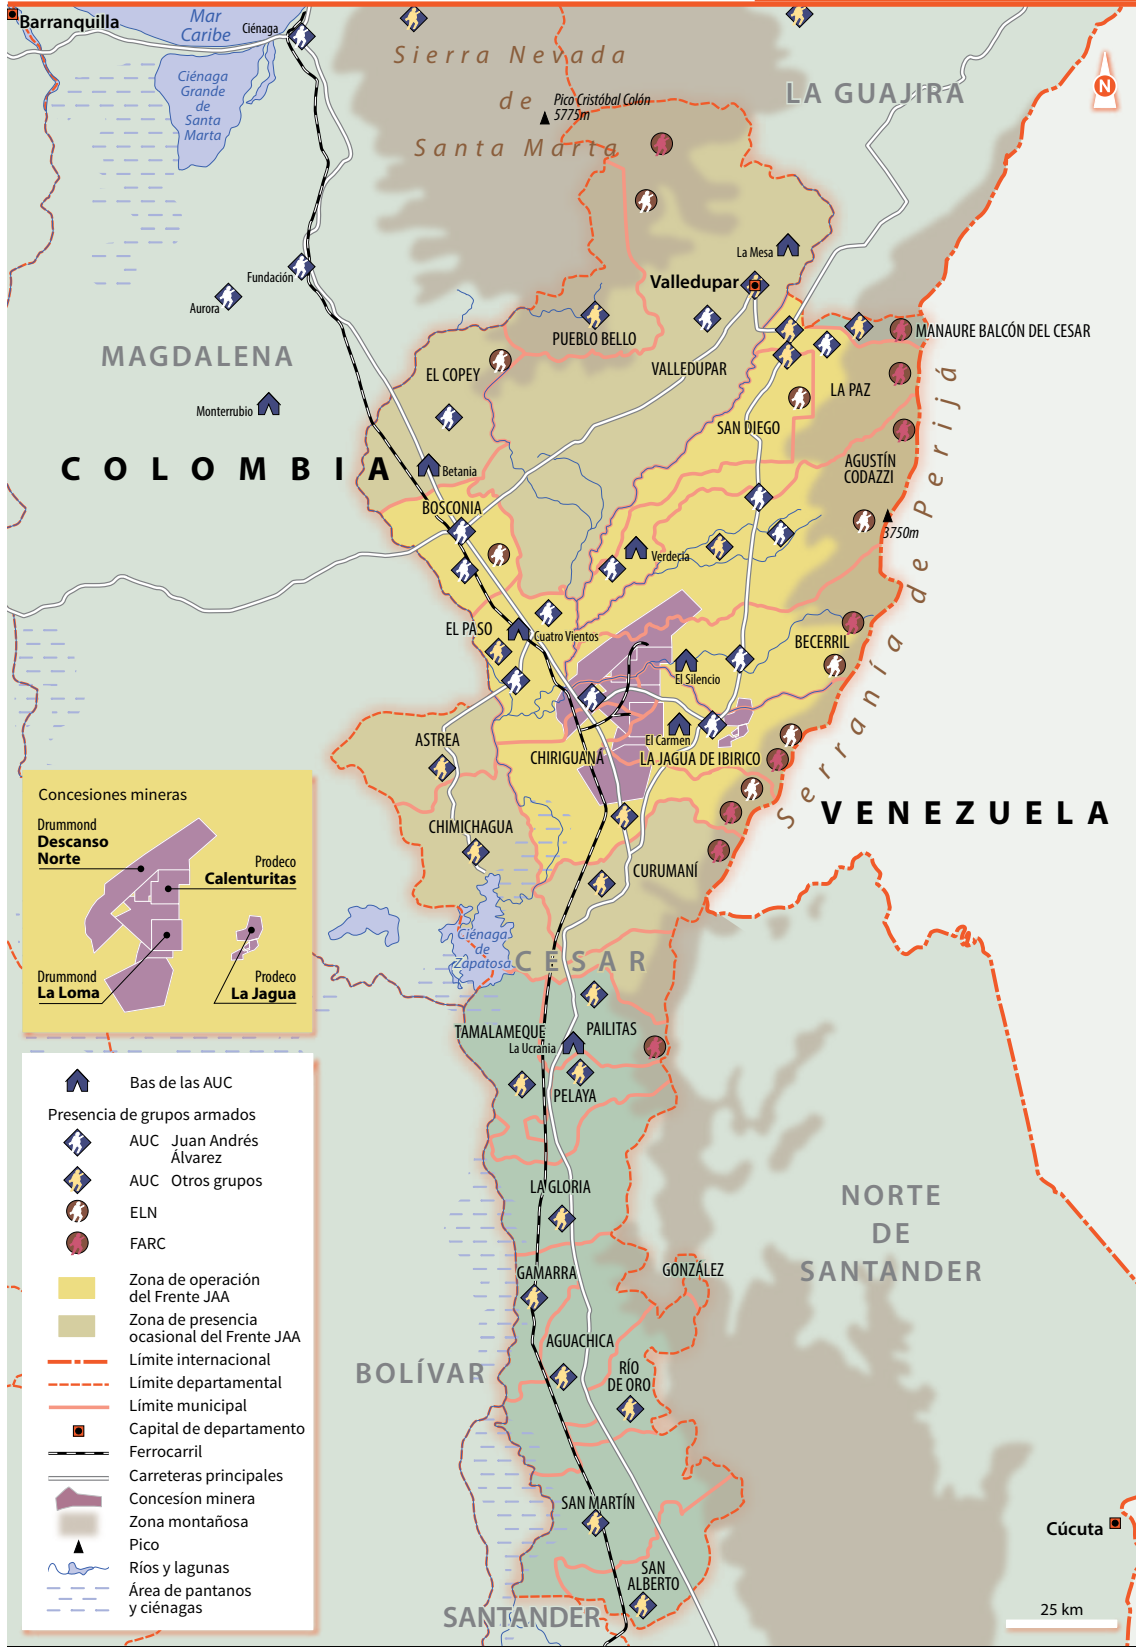 Barranquilla
Mar
Caribe
Ciénaga
Ciénaga
Grande
de
Santa
Marta
Sierra Nevada
de
Santa Marta
Pico Cristóbal Colón
5775m
LA GUAJIRA
N
La Mesa
Valledupar
Fundación
Aurora
MAGDALENA
Monterrubio
PUEBLO BELLO
MANAURE BALCÓN DEL CESAR
EL COPEY
VALLEDUPAR
LA PAZ
SAN DIEGO
COLOMBIA
Betania
AGUSTÍN
CODAZZI
BOSCONIA
3750m
Serranía de Perijá
Verdecia
EL PASO
Cuatro Vientos
BECERRIL
El Silencio
ASTREA
El Carmen
CHIRIGUANÁ
LA JAGUA DE IBIRICO
VENEZUELA
CHIMICHAGUA
CURUMANÍ
Ciénaga
de
Zapatosa
CESAR
TAMALAMEQUE
PAILITAS
La Ucrania
PELAYA
LA GLORIA
NORTE
DE
SANTANDER
GAMARRA
GONZÁLEZ
AGUACHICA
BOLÍVAR
RÍO
DE ORO
SAN MARTÍN
Cúcuta
SAN
ALBERTO
SANTANDER
25 km
Concesiones mineras
Drummond
Descanso
Norte
Prodeco
Calenturitas
Drummond
La Loma
Prodeco
La Jagua
Bas de las AUC
Presencia de grupos armados
AUC Juan Andrés
Álvarez
AUC Otros grupos
ELN
FARC
Zona de operación
del Frente JAA
Zona de presencia
ocasional del Frente JAA
Límite internacional
Límite departamental
Límite municipal
Capital de departamento
Ferrocarril
Carreteras principales
Concesíon minera
Zona montañosa
Pico
Ríos y lagunas
Área de pantanos
y ciénagas